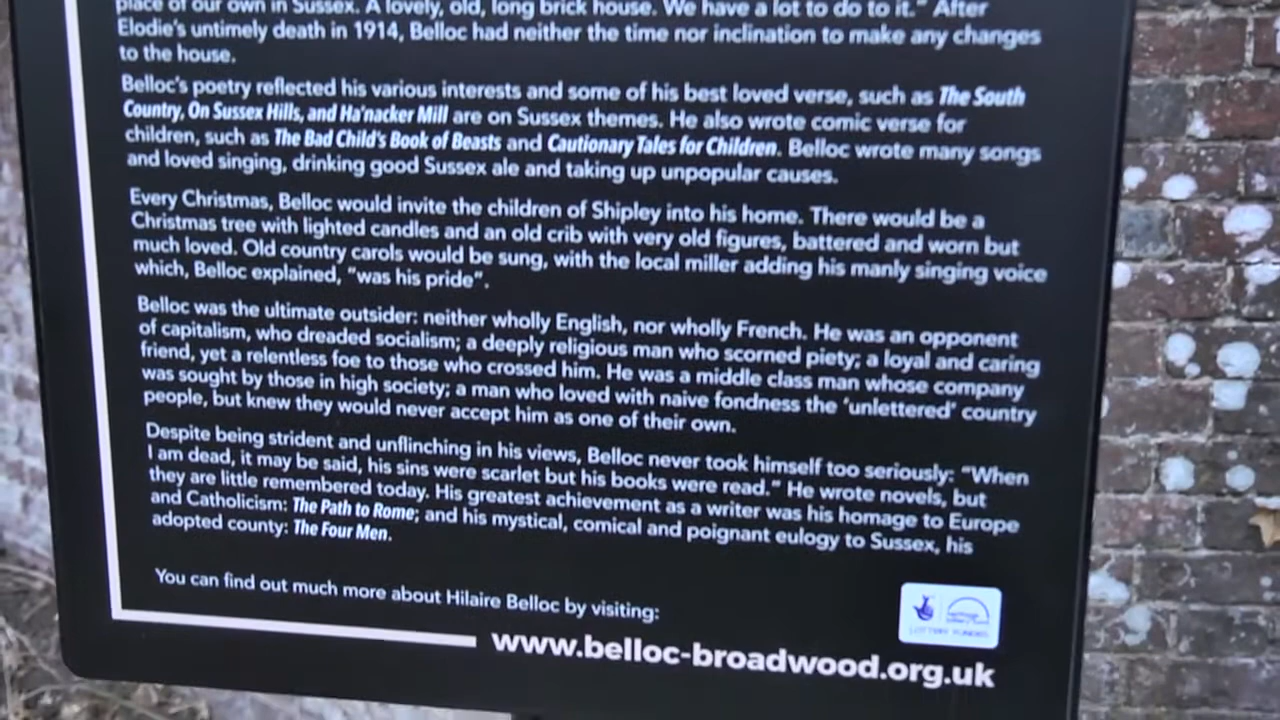 place of our own in Sussex. A lovely, old, long brick house. We have a lot to do to it." After
Elodie's untimely death in 1914, Belloc had neither the time nor inclination to make any changes
to the house.
Belloc's poetry reflected his various interests and some of his best loved verse, such as The South
Country, On Sussex Hills, and Ha'nacker Mill are on Sussex themes. He also wrote comic verse for
children, such as The Bad Child's Book of Beasts and Cautionary Tales for Children. Belloc wrote many songs
and loved singing, drinking good Sussex ale and taking up unpopular causes.
Every Christmas, Belloc would invite the children of Shipley into his home. There would be a
Christmas tree with lighted candles and an old crib with very old figures, battered and worn but
much loved. Old country carols would be sung, with the local miller adding his manly singing voice
which, Belloc explained, "was his pride".
Belloc was the ultimate outsider: neither wholly English, nor wholly French. He was an opponent
of capitalism, who dreaded socialism; a deeply religious man who scorned piety; a loyal and caring
friend, yet a relentless foe to those who crossed him. He was a middle class man whose company
was sought by those in high society; a man who loved with naive fondness the 'unlettered' country
people, but knew they would never accept him as one of their own.
Despite being strident and unflinching in his views, Belloc never took himself too seriously: "When
I am dead, it may be said, his sins were scarlet but his books were read." He wrote novels, but
they are little remembered today. His greatest achievement as a writer was his homage to Europe
and Catholicism: The Path to Rome; and his mystical, comical and poignant eulogy to Sussex, his
adopted county: The Four Men.
You can find out much more about Hilaire Belloc by visiting:
www.belloc-broadwood.org.uk
LOTTERY FUNDED